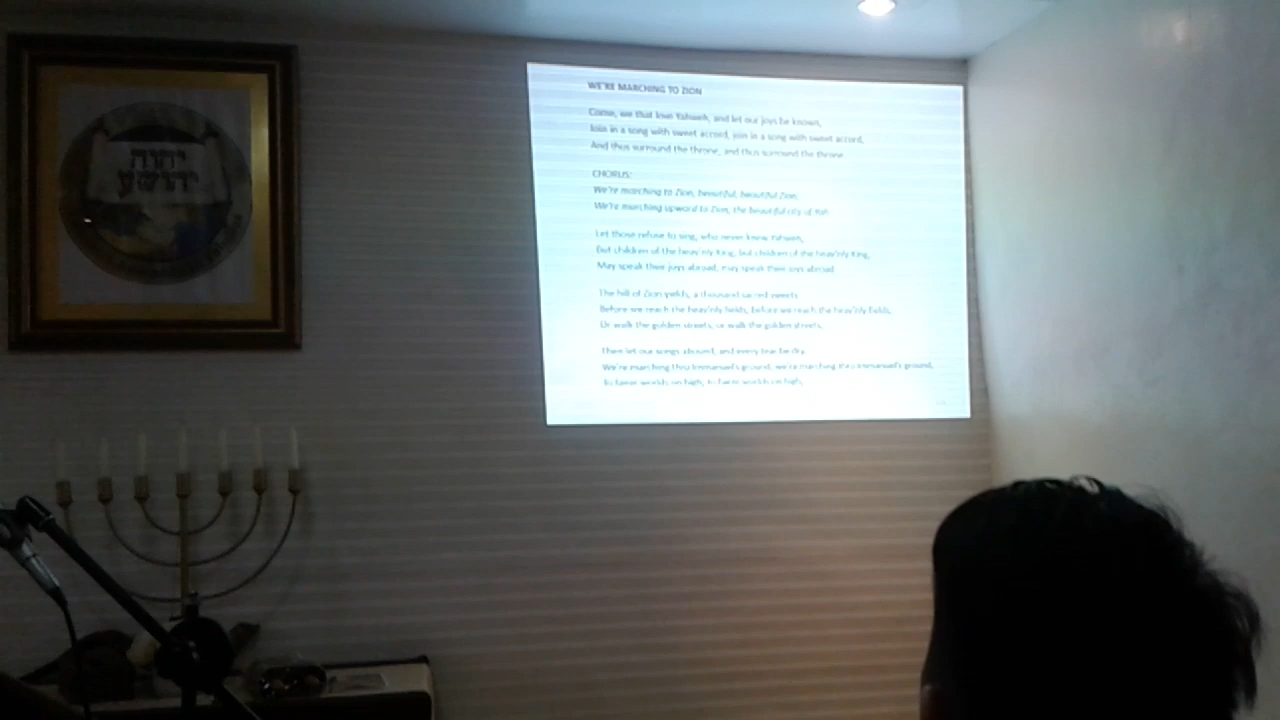 יהוה
יהושע
WE'RE MARCHING TO ZION
Come, we that love Yahweh, and let our joys be known,
Join in a song with sweet accord, join in a song with sweet accord,
And thus surround the throne, and thus surround the throne
CHORUS:
We're marching to Zion, beautiful, beautiful Zion;
We're marching upward to Zion, the beautiful city of Yah
Let those refuse to sing, who never knew Yahweh,
But children of the heav'nly King, but children of the heav'nly King,
May speak their joys abroad, may speak their joys abroad
The hill of Zion yields, a thousand sacred sweets
Before we reach the heav'nly fields, before we reach the heav'nly fields,
Or walk the golden streets, or walk the golden streets,
Then let our songs abound, and every tear be dry
We're marching thru Immanuel's ground, we're marching thru Immanuel's ground,
To fairer worlds on high, to fairer worlds on high,